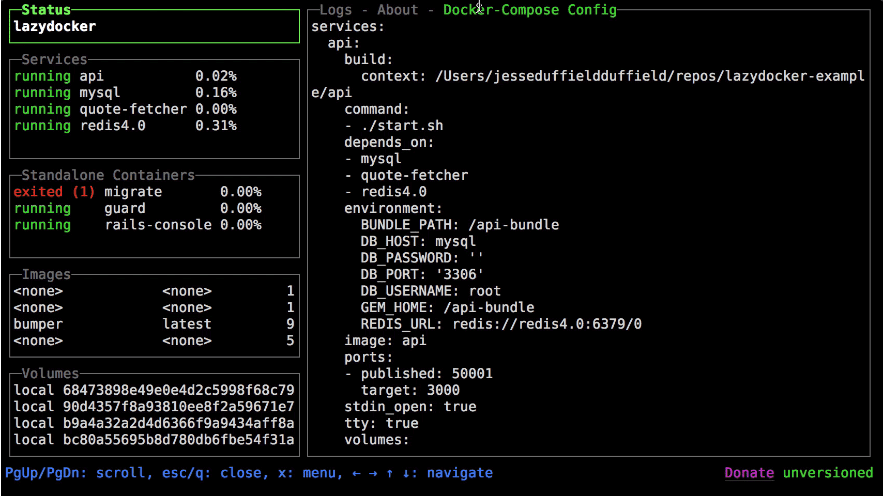 Status
lazydocker
Services
running api 0.02%
running mysql 0.16%
running quote-fetcher 0.00%
running redis4.0 0.31%
Standalone Containers
exited (1) migrate 0.00%
running guard 0.00%
running rails-console 0.00%
Images
<none> <none> 1
<none> <none> 1
bumper latest 9
<none> <none> 5
Volumes
local 68473898e49e0e4d2c5998f68c79
local 90d4357f8a93810ee8f2a59671e7
local b9a4a32a2d4d6366f9a9434aff8a
local bc80a55695b8d780db6fbe54f31a
Logs - About - Docker-Compose Config
services:
api:
build:
context: /Users/jesseduffieldduffield/repos/lazydocker-exampl
e/api
command:
- ./start.sh
depends_on:
- mysql
- quote-fetcher
- redis4.0
environment:
BUNDLE_PATH: /api-bundle
DB_HOST: mysql
DB_PASSWORD: ''
DB_PORT: '3306'
DB_USERNAME: root
GEM_HOME: /api-bundle
REDIS_URL: redis://redis4.0:6379/0
image: api
ports:
- published: 50001
target: 3000
stdin_open: true
tty: true
volumes:
PgUp/PgDn: scroll, esc/q: close, x: menu, ← → ↑ ↓: navigate
Donate unversioned